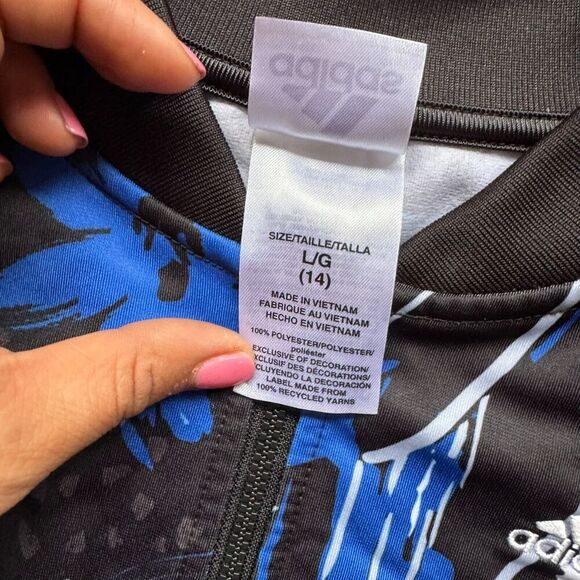 adidas
SIZE/TAILLE/TALLA
L/G
(14)
MADE IN VIETNAM
FABRIQUE AU VIETNAM
HECHO EN VIETNAM
100% POLYESTER/POLYESTER/
poliéster
EXCLUSIVE OF DECORATION/
EXCLUSIF DES DÉCORATIONS/
EXCLUYENDO LA DECORACIÓN
LABEL MADE FROM
100% RECYCLED YARNS
adidas